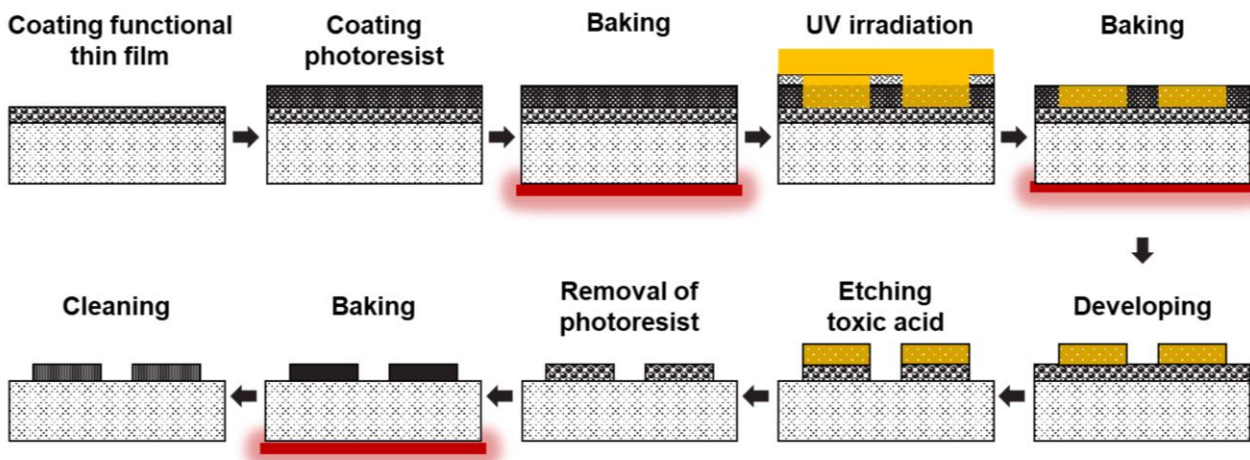 Coating functional
thin film
Coating
photoresist
Baking
UV irradiation
Baking
Cleaning
Baking
Removal of
photoresist
Etching
toxic acid
Developing